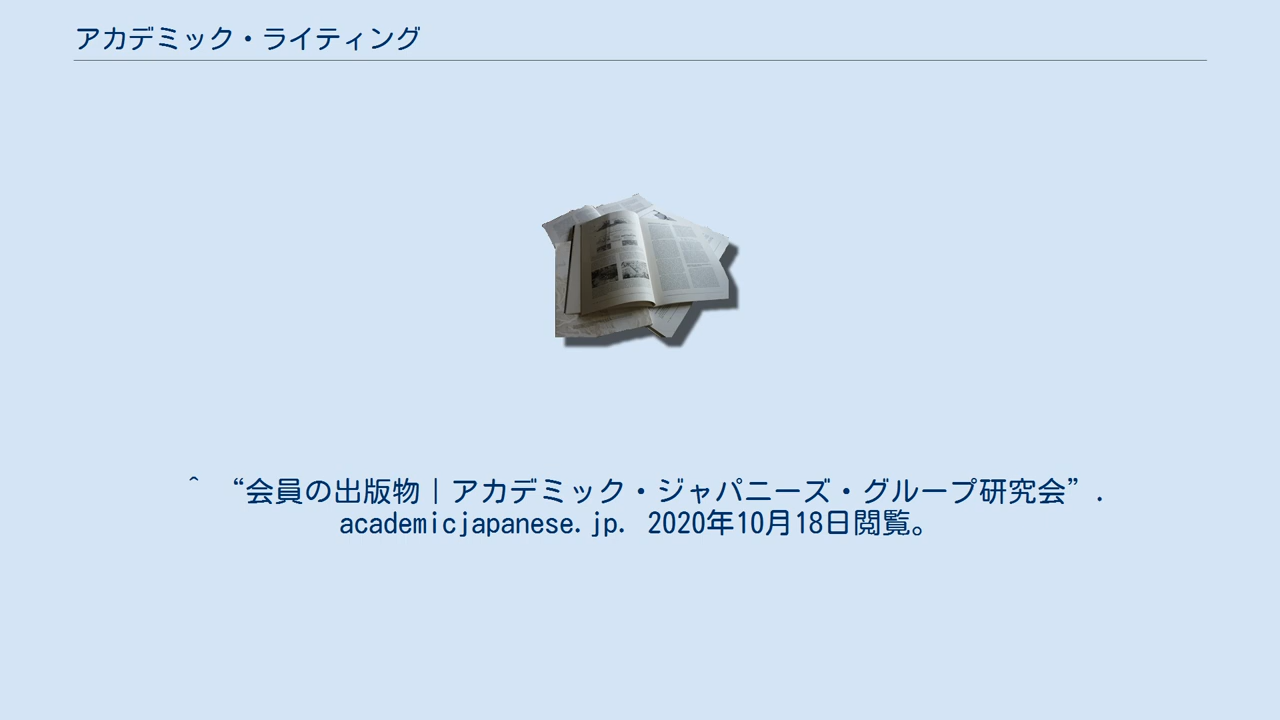 アカデミック・ライティング
^ “会員の出版物｜アカデミック・ジャパニーズ・グループ研究会”.
academicjapanese.jp. 2020年10月18日閲覧。